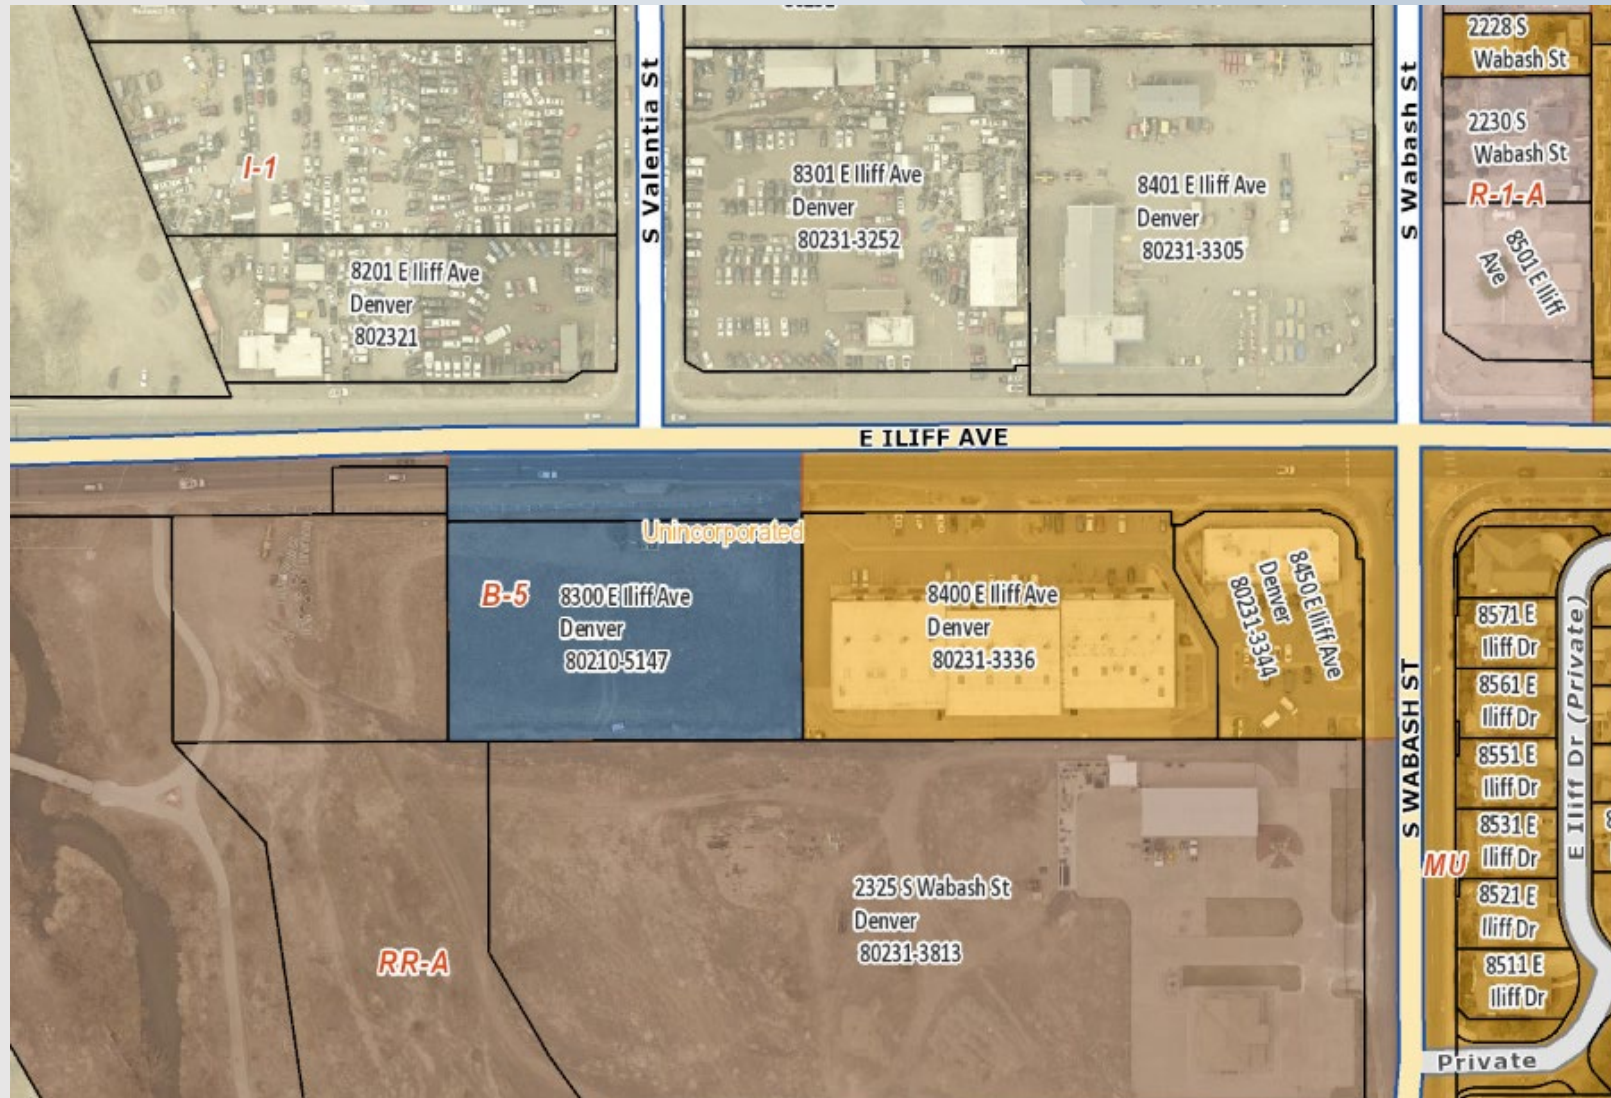 2228 S
Wabash St
S Valentia St
S Wabash St
2230 S
Wabash St
I-1
8301 E Iliff Ave
Denver
80231-3252
8401 E Iliff Ave
Denver
80231-3305
R-1-A
8501 E Iliff
Ave
8201 E Iliff Ave
Denver
802321
E ILIFF AVE
Unincorporated
B-5
8300 E Iliff Ave
Denver
80210-5147
8400 E Iliff Ave
Denver
80231-3336
8450 E Iliff Ave
Denver
80231-3344
8571 E
Iliff Dr
8561 E
Iliff Dr
8551 E
Iliff Dr
8531 E
Iliff Dr
8521 E
Iliff Dr
8511 E
Iliff Dr
E Iliff Dr (Private)
S WABASH ST
MU
2325 S Wabash St
Denver
80231-3813
RR-A
Private